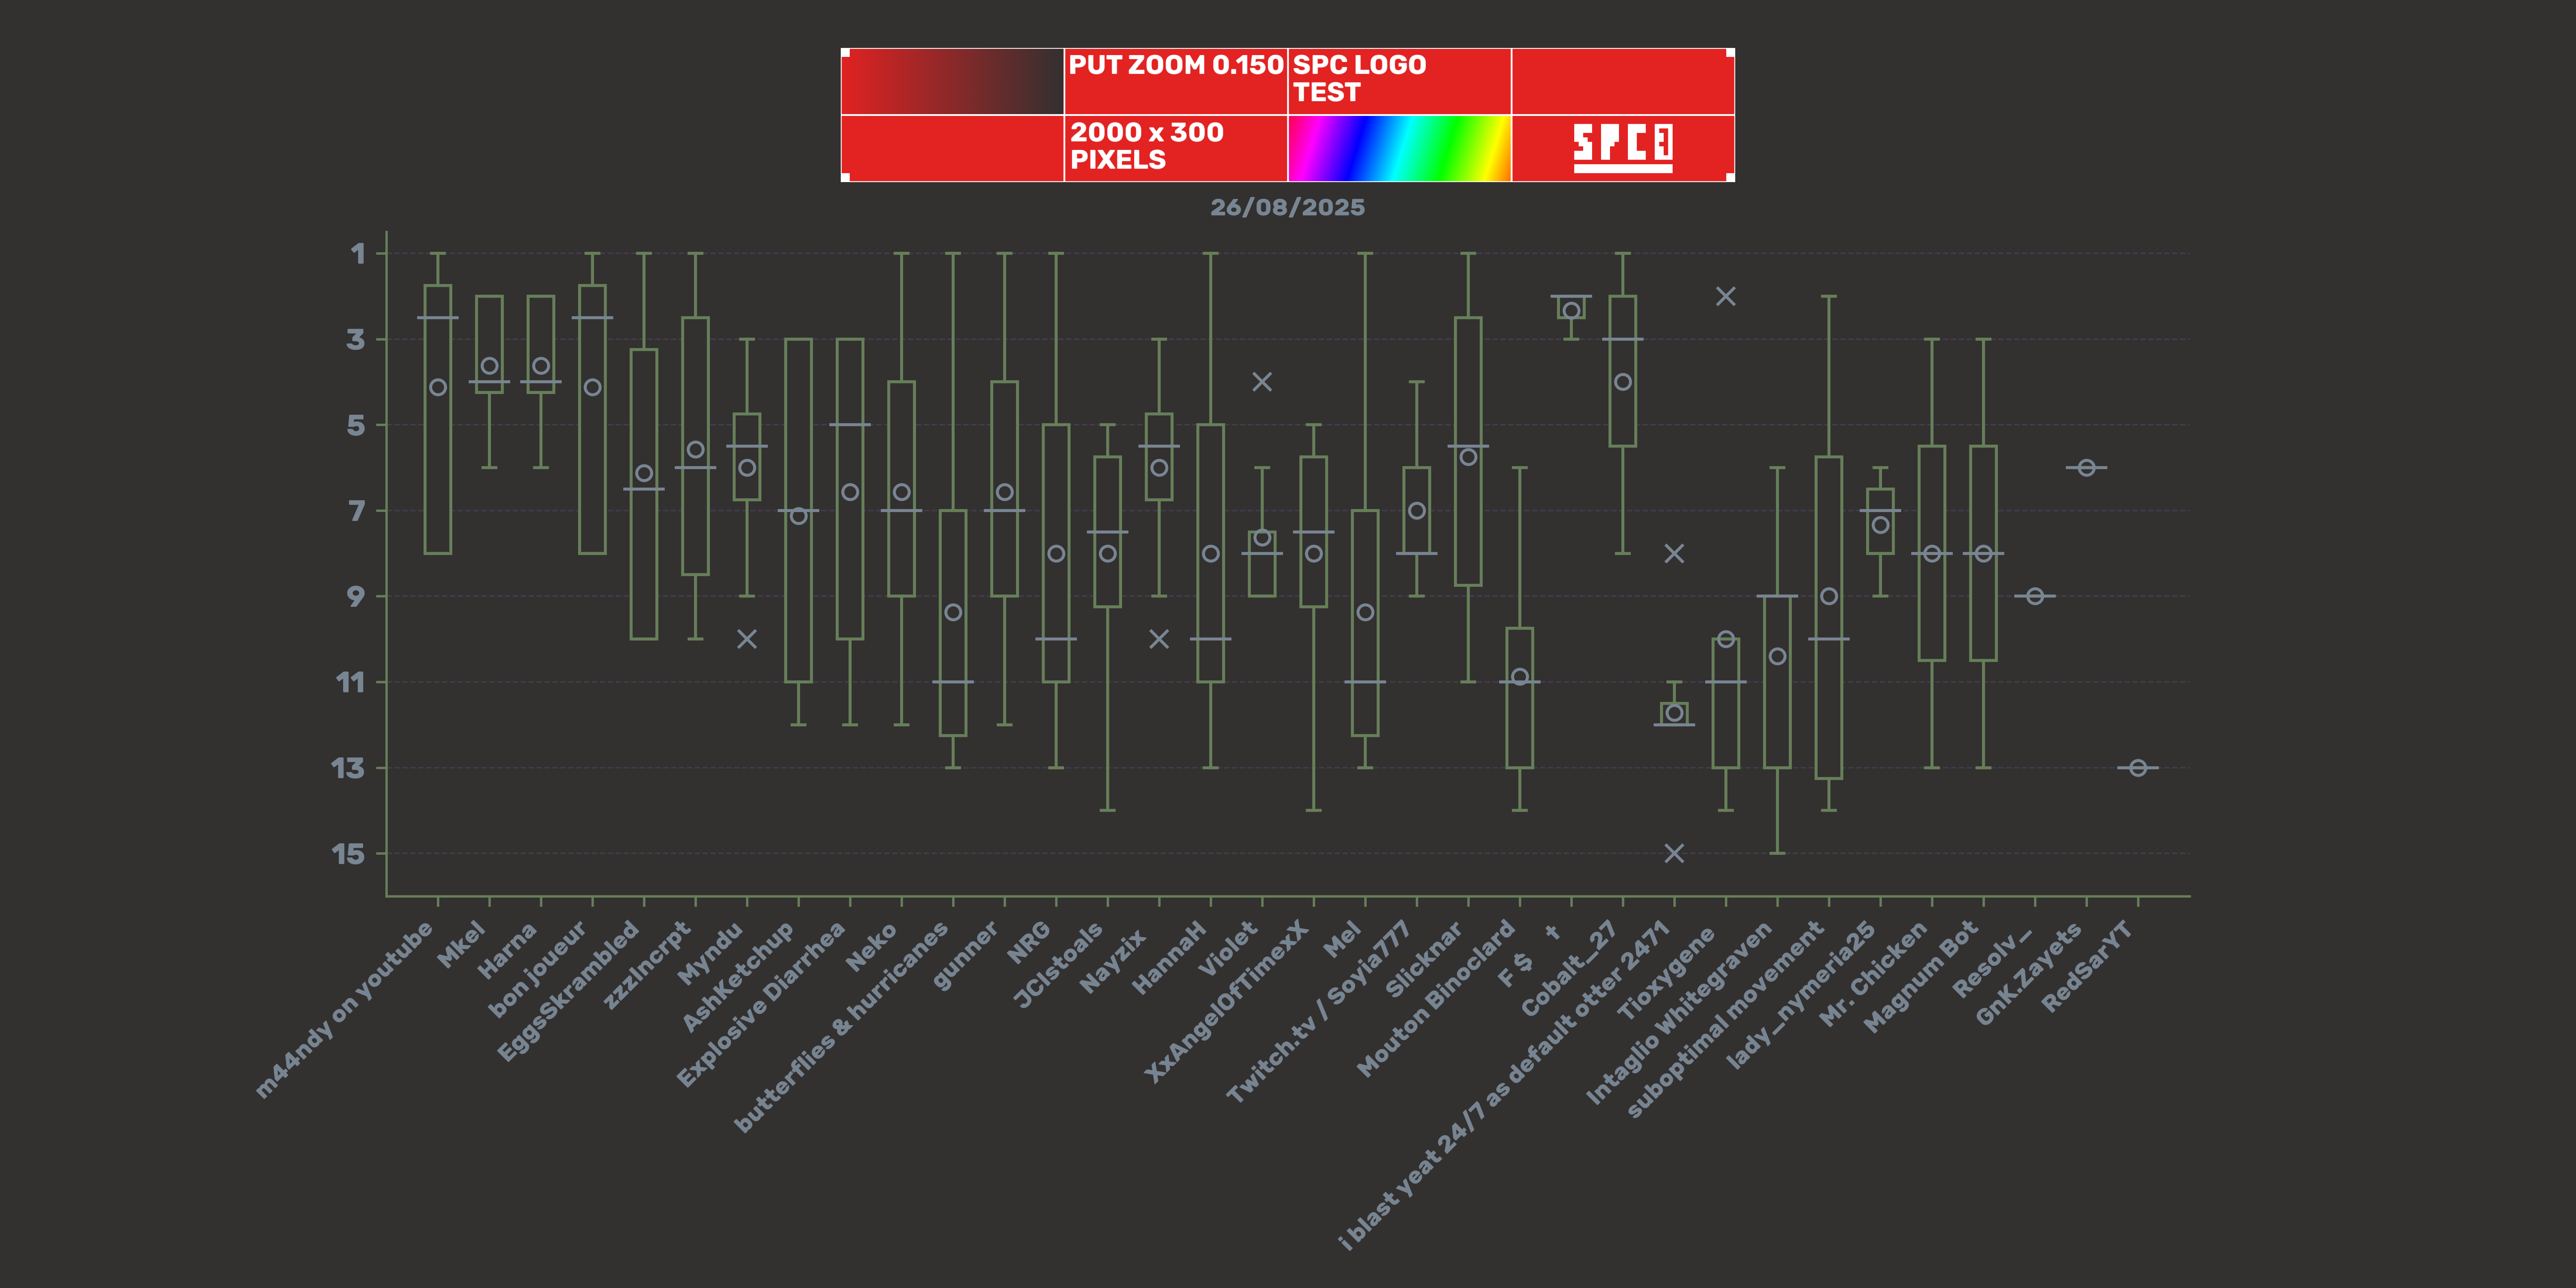 PUT ZOOM 0.150
SPC LOGO
TEST
2000 x 300
PIXELS
SPC
26/08/2025
1
3
5
7
9
11
13
15
m44ndy on youtube
Mkel
Harna
bon joueur
EggsSkrambled
zzzIncrpt
Myndu
AshKetchup
Explosive Diarrhea
Neko
butterflies & hurricanes
gunner
NRG
JCIstoals
Nayzix
HannaH
Violet
XxAngelOfTimexX
Mel
Twitch.tv / Soyia777
Slicknar
Mouton Binoclard
F $ t
Cobalt_27
i blast yeat 24/7 as default otter 2471
Tioxygene
Intaglio Whitegraven
suboptimal movement
lady_nymeria25
Mr. Chicken
Magnum Bot
Resolv_
GnK.Zayets
RedSarYT